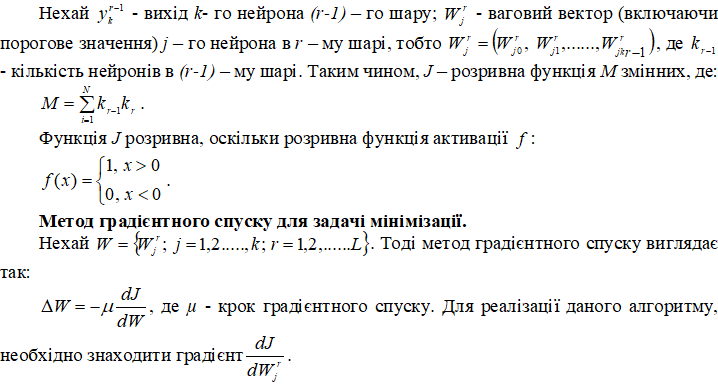 Нехай $y_k^{r-1}$ - вихід k- го нейрона (r-1) – го шару; $W_j^r$ - ваговий вектор (включаючи
порогове значення) j – го нейрона в r – му шарі, тобто $W_j^r = \left(W_{j0}^r, W_{j1}^r, ......, W_{jk_{r-1}}^r\right)$, де $k_{r-1}$
- кількість нейронів в (r-1) – му шарі. Таким чином, J – розривна функція M змінних, де:
$M = \sum_{i=1}^{N} k_{r-1} k_r$ .
Функція J розривна, оскільки розривна функція активації $f$ :
$f(x) = \begin{cases} 1, x > 0 \\ 0, x < 0 \end{cases}$ .
Метод градієнтного спуску для задачі мінімізації.
Нехай $W = \left\{W_j^r; j = 1,2....., k; r = 1,2,......L\right\}$. Тоді метод градієнтного спуску виглядає
так:
$\Delta W = -\mu \frac{dJ}{dW}$, де μ - крок градієнтного спуску. Для реалізації даного алгоритму,
необхідно знаходити градієнт $\frac{dJ}{dW_j^r}$ .